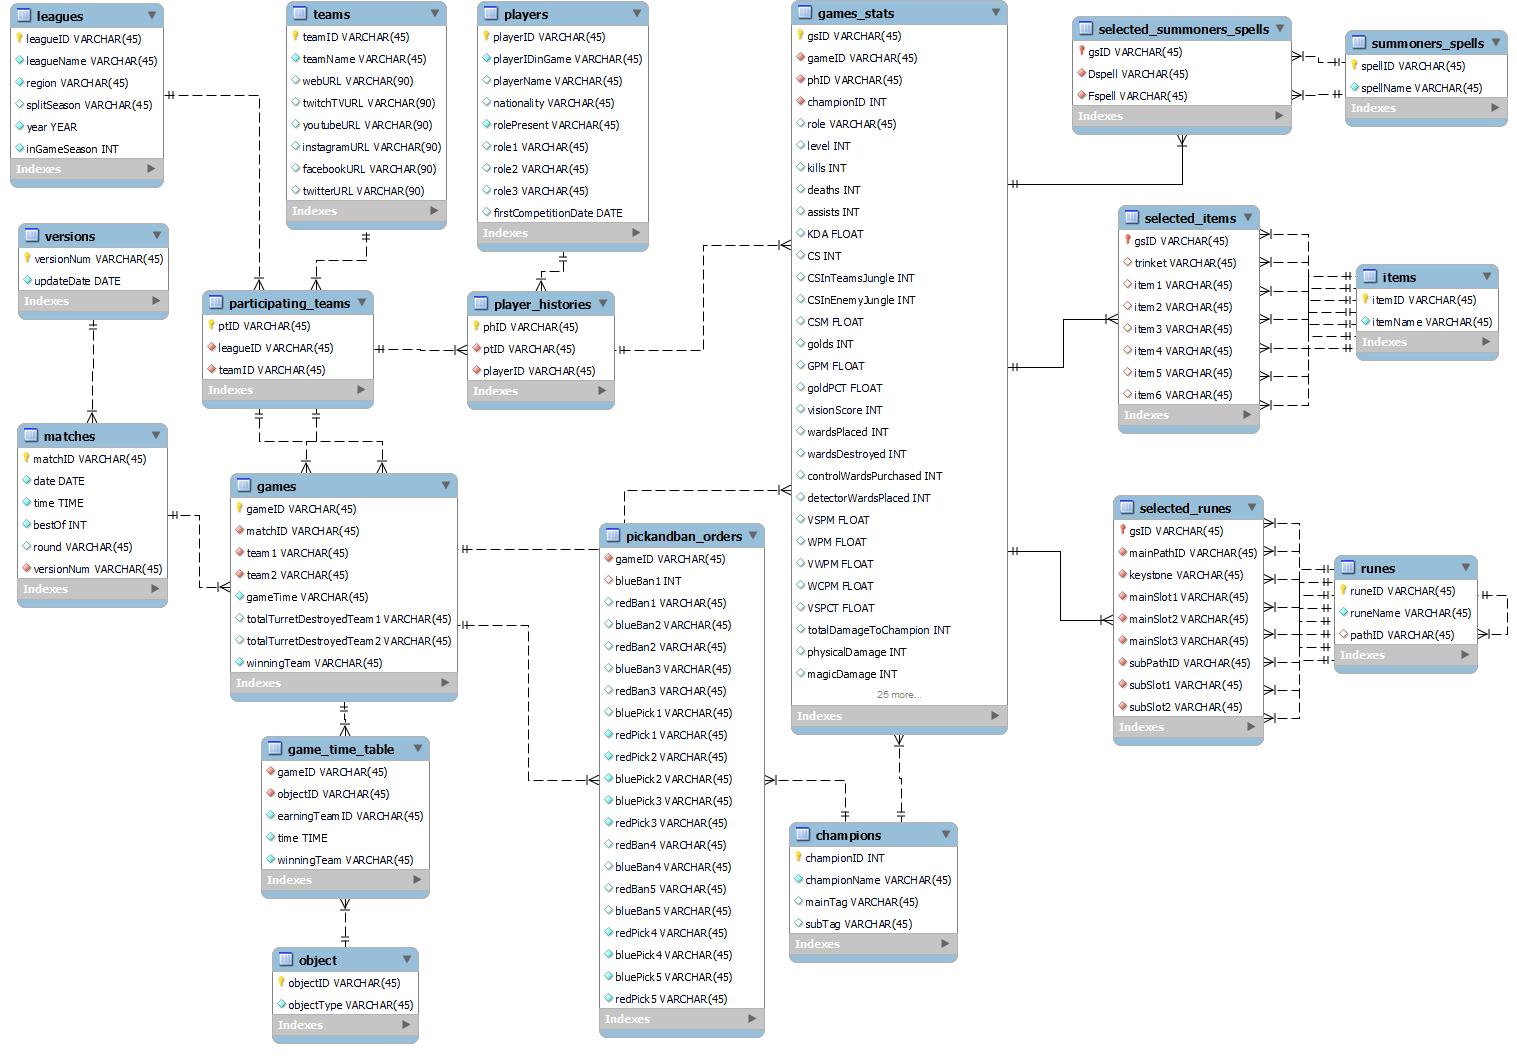 leagues
leagueID VARCHAR(45)
leagueName VARCHAR(45)
region VARCHAR(45)
splitSeason VARCHAR(45)
year YEAR
inGameSeason INT
Indexes
teams
teamID VARCHAR(45)
teamName VARCHAR(45)
webURL VARCHAR(90)
twitchTVURL VARCHAR(90)
youtubeURL VARCHAR(90)
instagramURL VARCHAR(90)
facebookURL VARCHAR(90)
twitterURL VARCHAR(90)
Indexes
players
playerID VARCHAR(45)
playerIDinGame VARCHAR(45)
playerName VARCHAR(45)
nationality VARCHAR(45)
rolePresent VARCHAR(45)
role1 VARCHAR(45)
role2 VARCHAR(45)
role3 VARCHAR(45)
firstCompetitionDate DATE
Indexes
games_stats
gsID VARCHAR(45)
gameID VARCHAR(45)
phID VARCHAR(45)
championID INT
role VARCHAR(45)
level INT
kills INT
deaths INT
assists INT
KDA FLOAT
CS INT
CSInTeamsJungle INT
CSInEnemyJungle INT
CSM FLOAT
golds INT
GPM FLOAT
goldPCT FLOAT
visionScore INT
wardsPlaced INT
wardsDestroyed INT
controlWardsPurchased INT
detectorWardsPlaced INT
VSPM FLOAT
WPM FLOAT
VWPM FLOAT
WCPM FLOAT
VSPCT FLOAT
totalDamageToChampion INT
physicalDamage INT
magicDamage INT
25 more...
Indexes
selected_summoners_spells
gsID VARCHAR(45)
Dspell VARCHAR(45)
Fspell VARCHAR(45)
Indexes
summoners_spells
spellID VARCHAR(45)
spellName VARCHAR(45)
Indexes
versions
versionNum VARCHAR(45)
updateDate DATE
Indexes
participating_teams
ptID VARCHAR(45)
leagueID VARCHAR(45)
teamID VARCHAR(45)
Indexes
player_histories
phID VARCHAR(45)
ptID VARCHAR(45)
playerID VARCHAR(45)
Indexes
selected_items
gsID VARCHAR(45)
trinket VARCHAR(45)
item1 VARCHAR(45)
item2 VARCHAR(45)
item3 VARCHAR(45)
item4 VARCHAR(45)
item5 VARCHAR(45)
item6 VARCHAR(45)
Indexes
items
itemID VARCHAR(45)
itemName VARCHAR(45)
Indexes
matches
matchID VARCHAR(45)
date DATE
time TIME
bestOf INT
round VARCHAR(45)
versionNum VARCHAR(45)
Indexes
games
gameID VARCHAR(45)
matchID VARCHAR(45)
team1 VARCHAR(45)
team2 VARCHAR(45)
gameTime VARCHAR(45)
totalTurretDestroyedTeam1 VARCHAR(45)
totalTurretDestroyedTeam2 VARCHAR(45)
winningTeam VARCHAR(45)
Indexes
pickandban_orders
gameID VARCHAR(45)
blueBan1 INT
redBan1 VARCHAR(45)
blueBan2 VARCHAR(45)
redBan2 VARCHAR(45)
blueBan3 VARCHAR(45)
redBan3 VARCHAR(45)
bluePick1 VARCHAR(45)
redPick1 VARCHAR(45)
redPick2 VARCHAR(45)
bluePick2 VARCHAR(45)
bluePick3 VARCHAR(45)
redPick3 VARCHAR(45)
redBan4 VARCHAR(45)
blueBan4 VARCHAR(45)
redBan5 VARCHAR(45)
blueBan5 VARCHAR(45)
redPick4 VARCHAR(45)
bluePick4 VARCHAR(45)
bluePick5 VARCHAR(45)
redPick5 VARCHAR(45)
Indexes
selected_runes
gsID VARCHAR(45)
mainPathID VARCHAR(45)
keystone VARCHAR(45)
mainSlot1 VARCHAR(45)
mainSlot2 VARCHAR(45)
mainSlot3 VARCHAR(45)
subPathID VARCHAR(45)
subSlot1 VARCHAR(45)
subSlot2 VARCHAR(45)
Indexes
runes
runeID VARCHAR(45)
runeName VARCHAR(45)
pathID VARCHAR(45)
Indexes
game_time_table
gameID VARCHAR(45)
objectID VARCHAR(45)
earningTeamID VARCHAR(45)
time TIME
winningTeam VARCHAR(45)
Indexes
champions
championID INT
championName VARCHAR(45)
mainTag VARCHAR(45)
subTag VARCHAR(45)
Indexes
object
objectID VARCHAR(45)
objectType VARCHAR(45)
Indexes